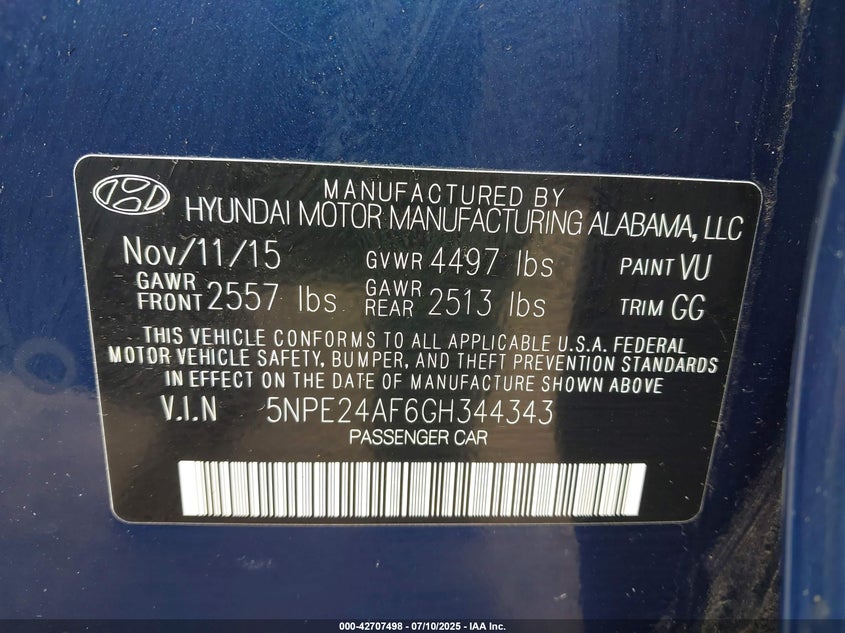 MANUFACTURED BY
HYUNDAI MOTOR MANUFACTURING ALABAMA, LLC
Nov/11/15 GVWR 4497 lbs PAINT VU
GAWR FRONT 2557 lbs GAWR REAR 2513 lbs TRIM GG
THIS VEHICLE CONFORMS TO ALL APPLICABLE U.S.A. FEDERAL
MOTOR VEHICLE SAFETY, BUMPER, AND THEFT PREVENTION STANDARDS
IN EFFECT ON THE DATE OF MANUFACTURE SHOWN ABOVE
V.I.N 5NPE24AF6GH344343
PASSENGER CAR
000-42707498 - 07/10/2025 - IAA Inc.